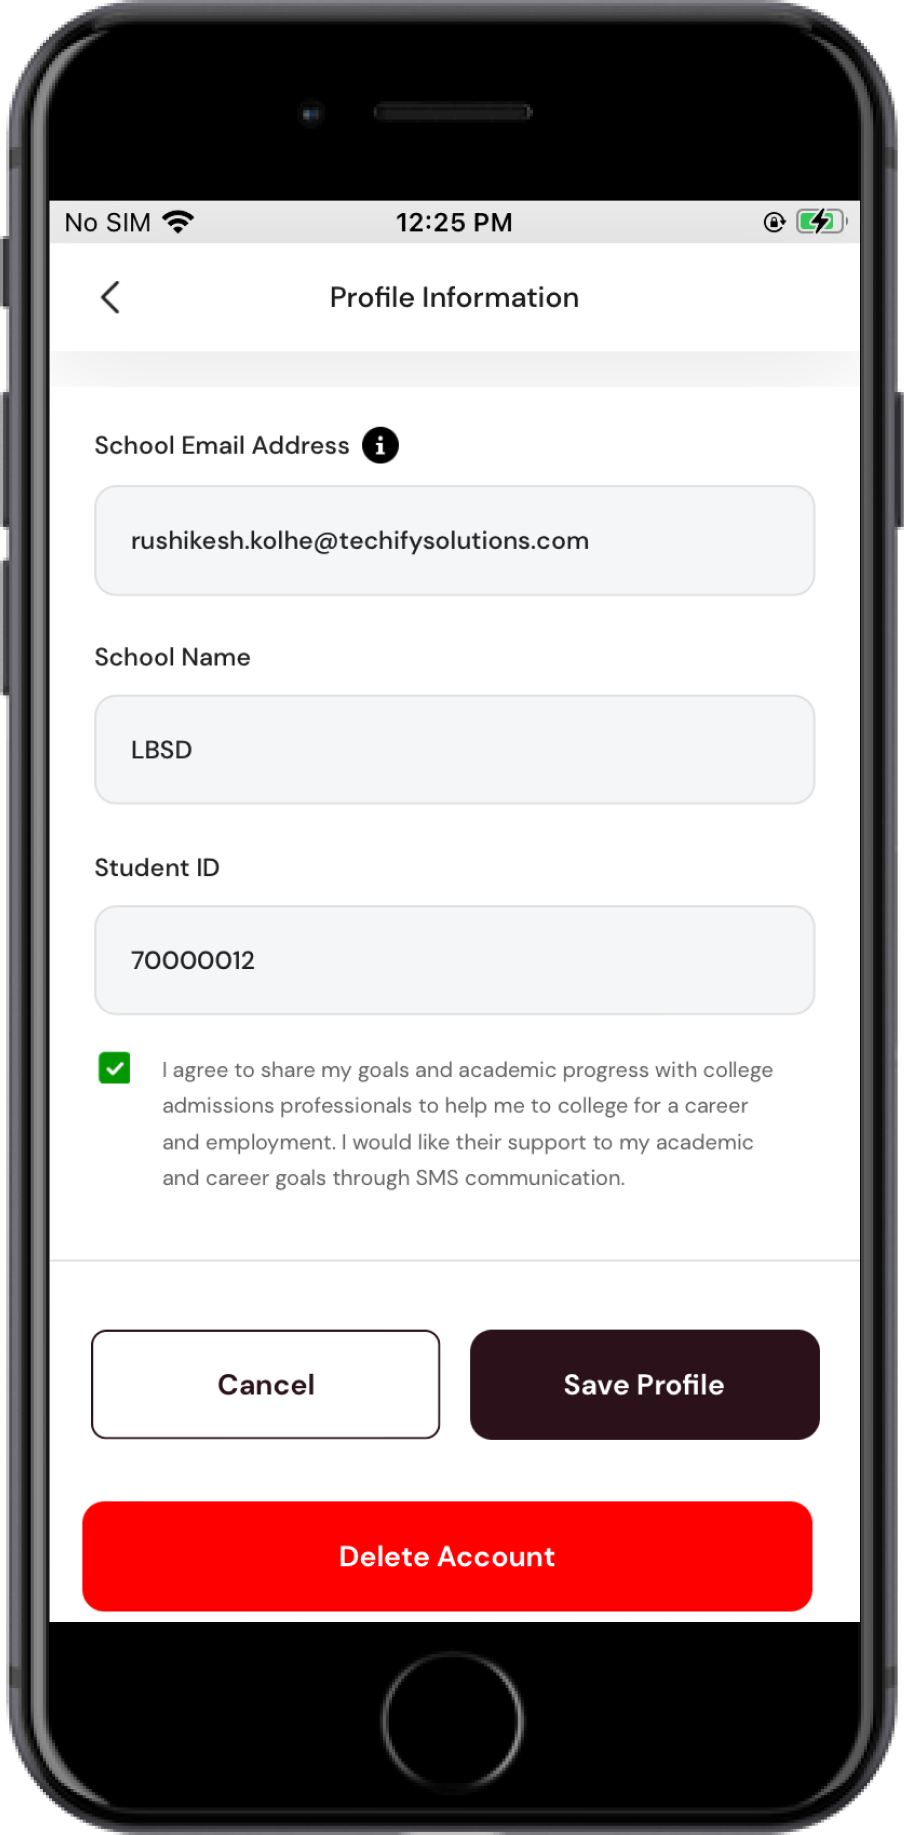 No SIM 12:25 PM
Profile Information
School Email Address
rushikesh.kolhe@techifysolutions.com
School Name
LBSD
Student ID
70000012
I agree to share my goals and academic progress with college
admissions professionals to help me to college for a career
and employment. I would like their support to my academic
and career goals through SMS communication.
Cancel Save Profile
Delete Account